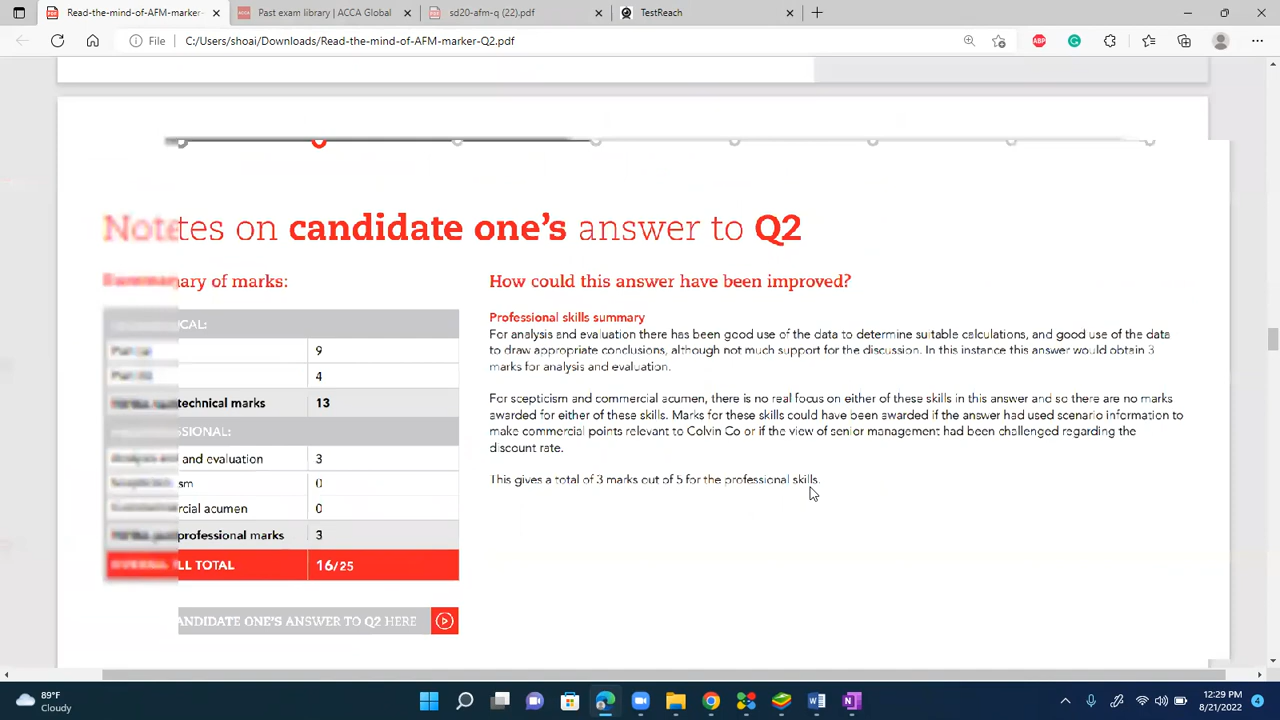 Read-the-mind-of-AFM-marker-
Past exam library | ACCA Global
sd20-afm-q (22).pdf
TestReach
File
C:/Users/shoai/Downloads/Read-the-mind-of-AFM-marker-Q2.pdf
Notes on candidate one's answer to Q2
Summary of marks:
ICAL:
9
4
technical marks 13
SSIONAL:
Analysis and evaluation 3
sm 0
Commercial acumen 0
professional marks 3
OVERALL TOTAL 16/25
ANDIDATE ONE'S ANSWER TO Q2 HERE
How could this answer have been improved?
Professional skills summary
For analysis and evaluation there has been good use of the data to determine suitable calculations, and good use of the data
to draw appropriate conclusions, although not much support for the discussion. In this instance this answer would obtain 3
marks for analysis and evaluation.
For scepticism and commercial acumen, there is no real focus on either of these skills in this answer and so there are no marks
awarded for either of these skills. Marks for these skills could have been awarded if the answer had used scenario information to
make commercial points relevant to Colvin Co or if the view of senior management had been challenged regarding the
discount rate.
This gives a total of 3 marks out of 5 for the professional skills.
89°F
Cloudy
12:29 PM
8/21/2022
4